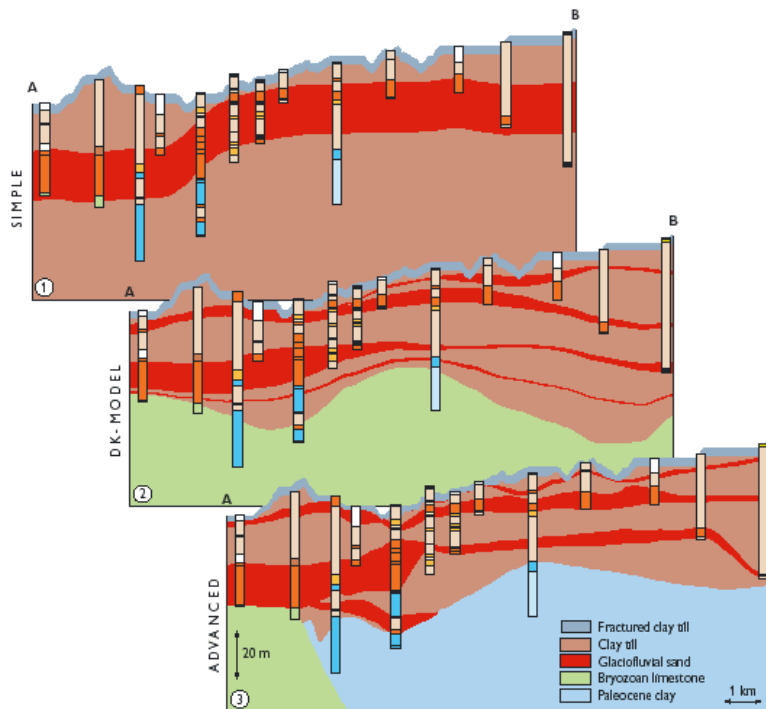 A
B
SIMPLE
1
A
B
DK-MODEL
2
A
ADVANCED
20 m
3
Fractured clay till
Clay till
Glaciofluvial sand
Bryozoan limestone
Paleocene clay
1 km